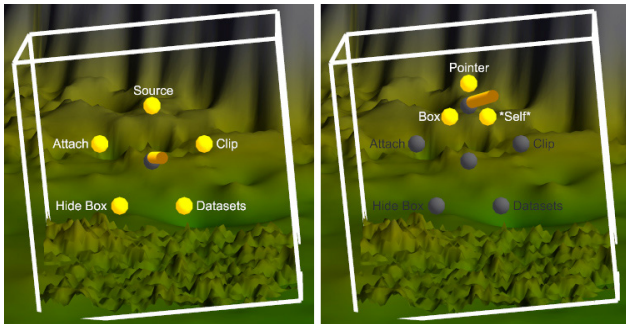 Source
Attach
Clip
Hide Box
Datasets
Pointer
Box
*Self*
Attach
Clip
Hide Box
Datasets